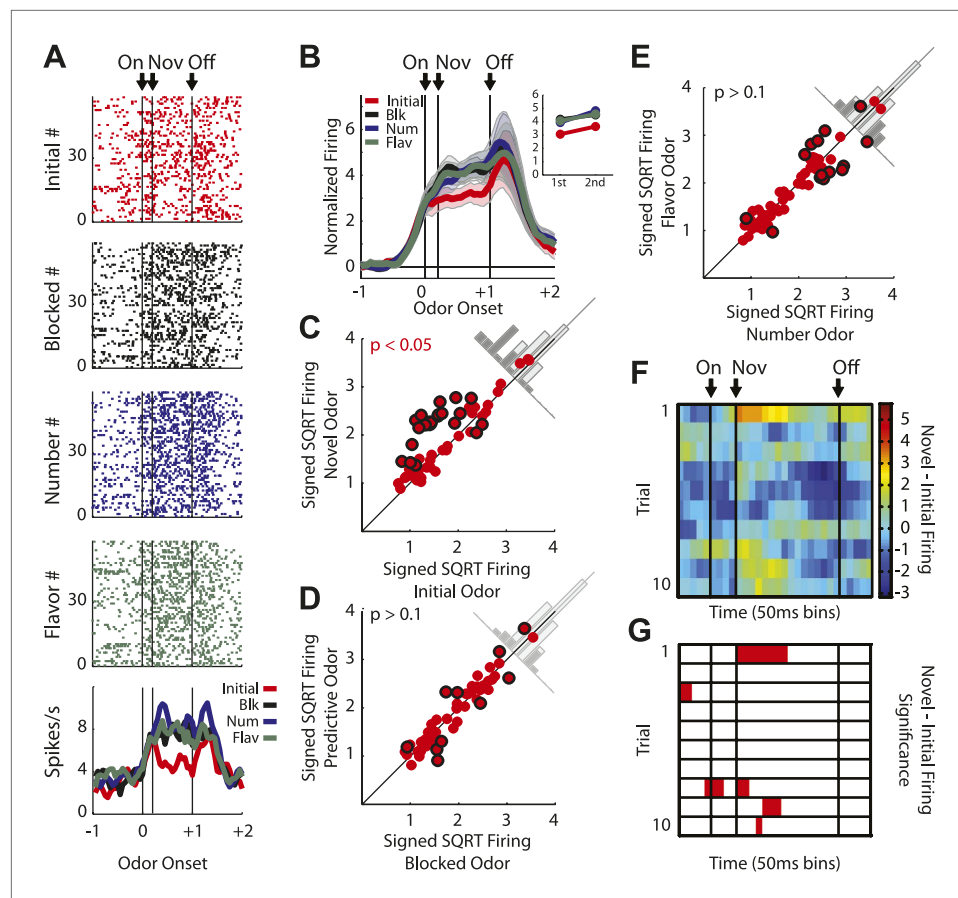 A
On Nov Off
Initial #
30
0
Blocked #
30
0
Number #
30
0
Flavor #
30
0
Spikes/s
8
4
0
Initial
Blk
Num
Flav
-1 0 +1 +2
Odor Onset
B
On Nov Off
Initial
Blk
Num
Flav
Normalized Firing
6
4
2
0
-1 0 +1 +2
Odor Onset
6
5
4
3
2
1
0
1st 2nd
C
p < 0.05
Signed SQRT Firing
Novel Odor
4
3
2
1
1 2 3 4
Signed SQRT Firing
Initial Odor
D
p > 0.1
Signed SQRT Firing
Predictive Odor
4
3
2
1
1 2 3 4
Signed SQRT Firing
Blocked Odor
E
p > 0.1
Signed SQRT Firing
Flavor Odor
4
3
2
1
0
0 1 2 3 4
Signed SQRT Firing
Number Odor
F
On Nov Off
1
Trial
10
Time (50ms bins)
5
4
3
2
1
0
-1
-2
-3
Novel - Initial Firing
G
1
Trial
10
Time (50ms bins)
Novel - Initial Firing
Significance